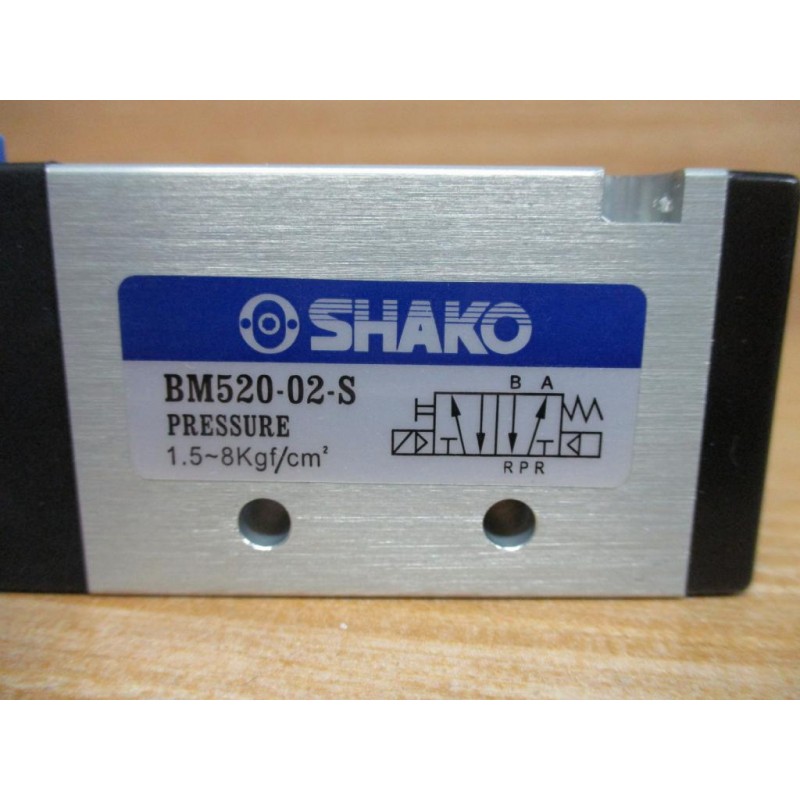 SHAKO
BM520-02-S
PRESSURE
1.5~8Kgf/cm²
B A
R P R